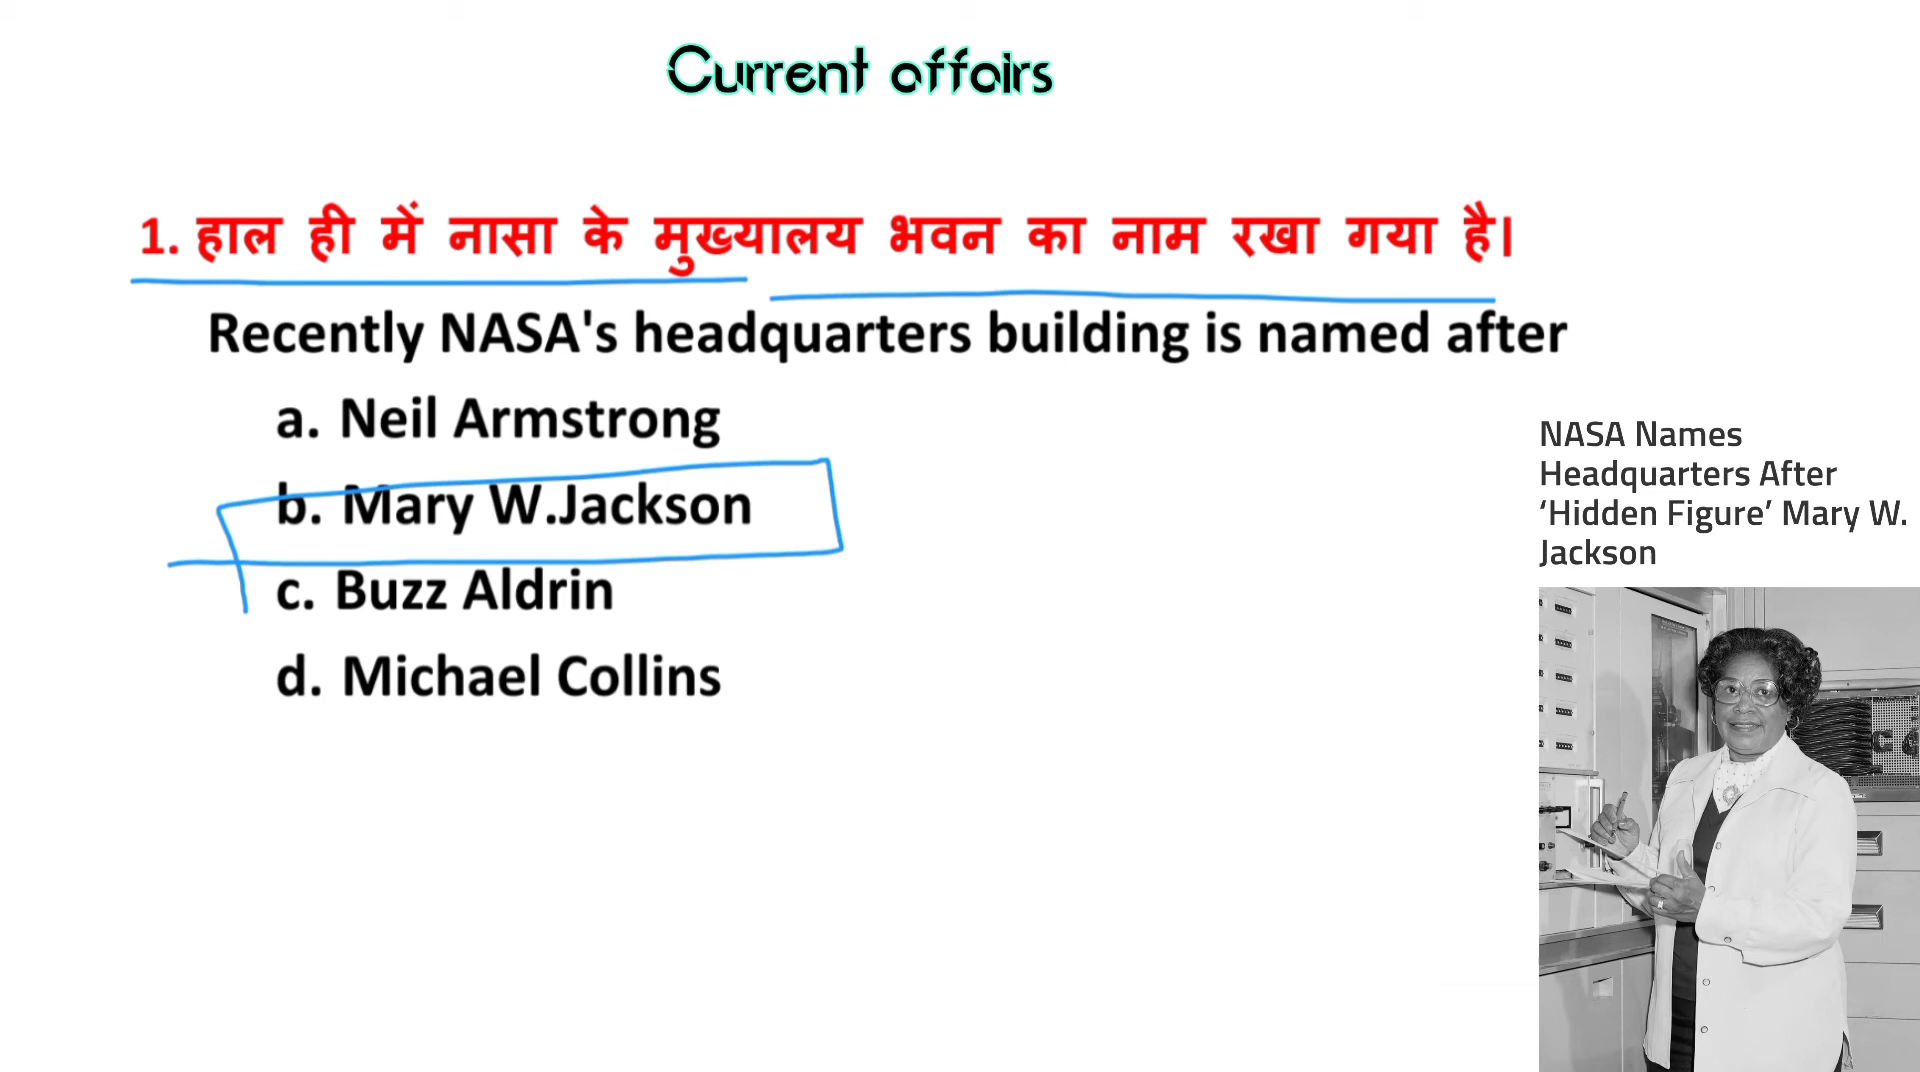 Current affairs
1. हाल ही में नासा के मुख्यालय भवन का नाम रखा गया है।
Recently NASA's headquarters building is named after
a. Neil Armstrong
b. Mary W.Jackson
c. Buzz Aldrin
d. Michael Collins
NASA Names
Headquarters After
‘Hidden Figure’ Mary W.
Jackson